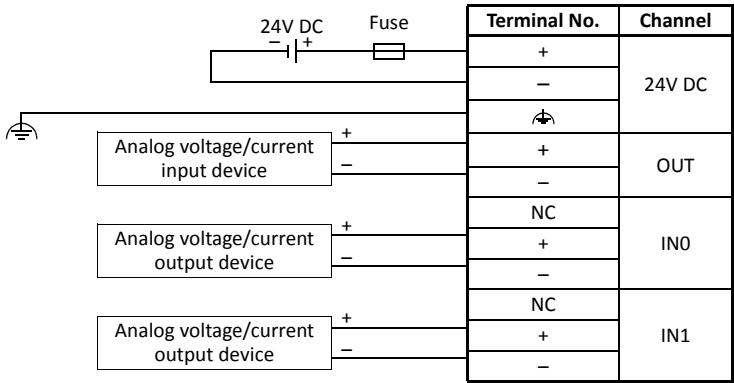 24V DC
– +
Fuse
Terminal No. Channel
+
–
24V DC
Analog voltage/current
input device
+
–
+
–
OUT
Analog voltage/current
output device
+
–
NC
+
–
IN0
Analog voltage/current
output device
+
–
NC
+
–
IN1